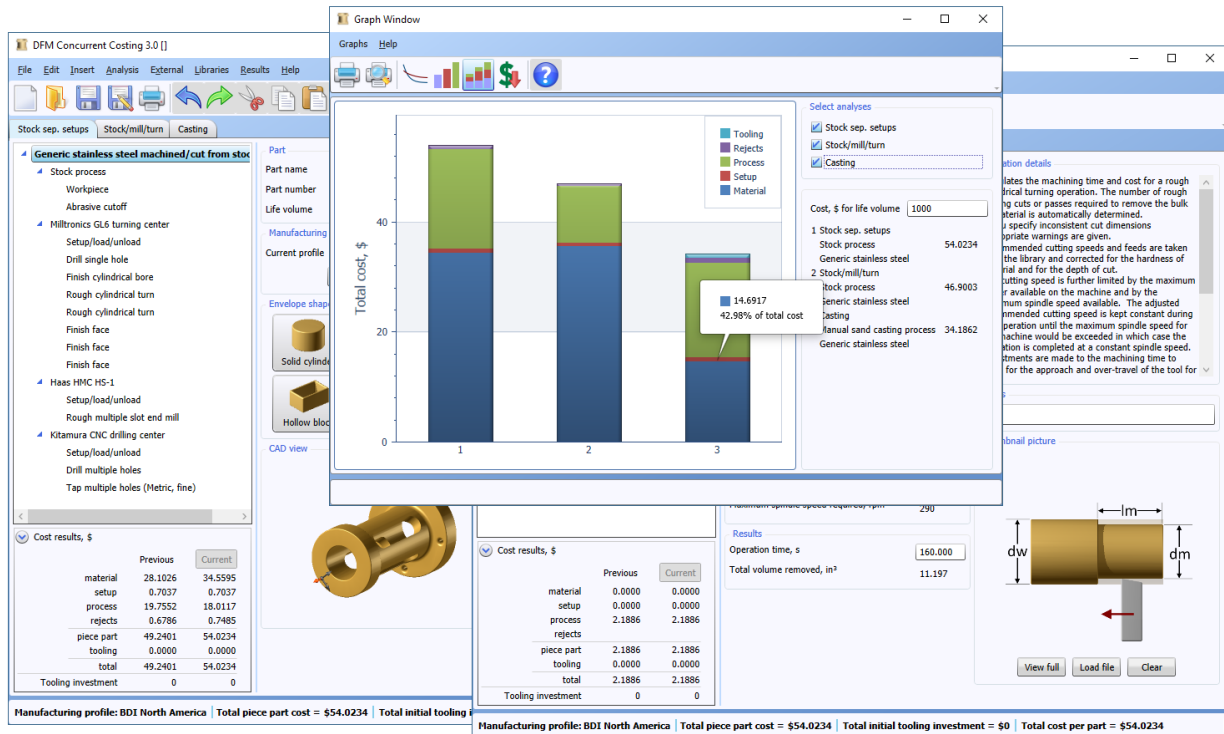 DFM Concurrent Costing 3.0 []
File Edit Insert Analysis External Libraries Results Help
Stock sep. setups Stock/mill/turn Casting
Generic stainless steel machined/cut from stoc
Stock process
Workpiece
Abrasive cutoff
Milltronics GL6 turning center
Setup/load/unload
Drill single hole
Finish cylindrical bore
Rough cylindrical turn
Rough cylindrical turn
Finish face
Finish face
Finish face
Haas HMC HS-1
Setup/load/unload
Rough multiple slot end mill
Kitamura CNC drilling center
Setup/load/unload
Drill multiple holes
Tap multiple holes (Metric, fine)
Cost results, $
Previous Current
material 28.1026 34.5595
setup 0.7037 0.7037
process 19.7552 18.0117
rejects 0.6786 0.7485
piece part 49.2401 54.0234
tooling 0.0000 0.0000
total 49.2401 54.0234
Tooling investment 0 0
Part
Part name
Part number
Life volume
Manufacturing
Current profile
Envelope shape
Solid cylinde
Hollow bloc
CAD view
Manufacturing profile: BDI North America Total piece part cost = $54.0234 Total initial tooling i
Graph Window
Graphs Help
Total cost, $
40
20
0
1 2 3
Tooling
Rejects
Process
Setup
Material
14.6917
42.98% of total cost
Select analyses
Stock sep. setups
Stock/mill/turn
Casting
Cost, $ for life volume 1000
1 Stock sep. setups
Stock process 54.0234
Generic stainless steel
2 Stock/mill/turn
Stock process 46.9003
Generic stainless steel
Casting
Manual sand casting process 34.1862
Generic stainless steel
ation details
lates the machining time and cost for a rough
drical turning operation. The number of rough
ng cuts or passes required to remove the bulk
aterial is automatically determined.
u specify inconsistent cut dimensions
opriate warnings are given.
mmended cutting speeds and feeds are taken
the library and corrected for the hardness of
rial and for the depth of cut.
cutting speed is further limited by the maximum
er available on the machine and by the
mum spindle speed available. The adjusted
mmended cutting speed is kept constant during
peration until the maximum spindle speed for
machine would be exceeded in which case the
ation is completed at a constant spindle speed.
stments are made to the machining time to
for the approach and over-travel of the tool for
mbnail picture
lm
dw
dm
View full Load file Clear
Maximum spindle speed required, rpm 290
Results
Operation time, s 160.000
Total volume removed, in³ 11.197
Cost results, $
Previous Current
material 0.0000 0.0000
setup 0.0000 0.0000
process 2.1886 2.1886
rejects
piece part 2.1886 2.1886
tooling 0.0000 0.0000
total 2.1886 2.1886
Tooling investment 0 0
Manufacturing profile: BDI North America Total piece part cost = $54.0234 Total initial tooling investment = $0 Total cost per part = $54.0234